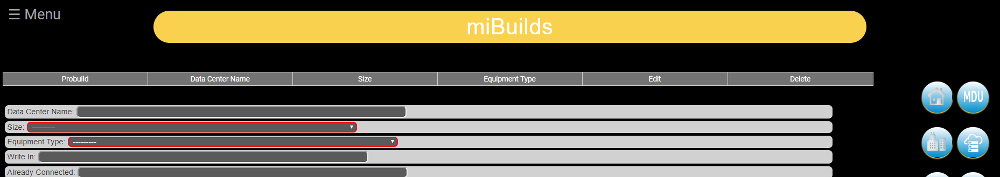 ☰ Menu
miBuilds
Probuild Data Center Name Size Equipment Type Edit Delete
Data Center Name:
Size: ---------
Equipment Type: ---------
Write In:
Already Connected:
MDU